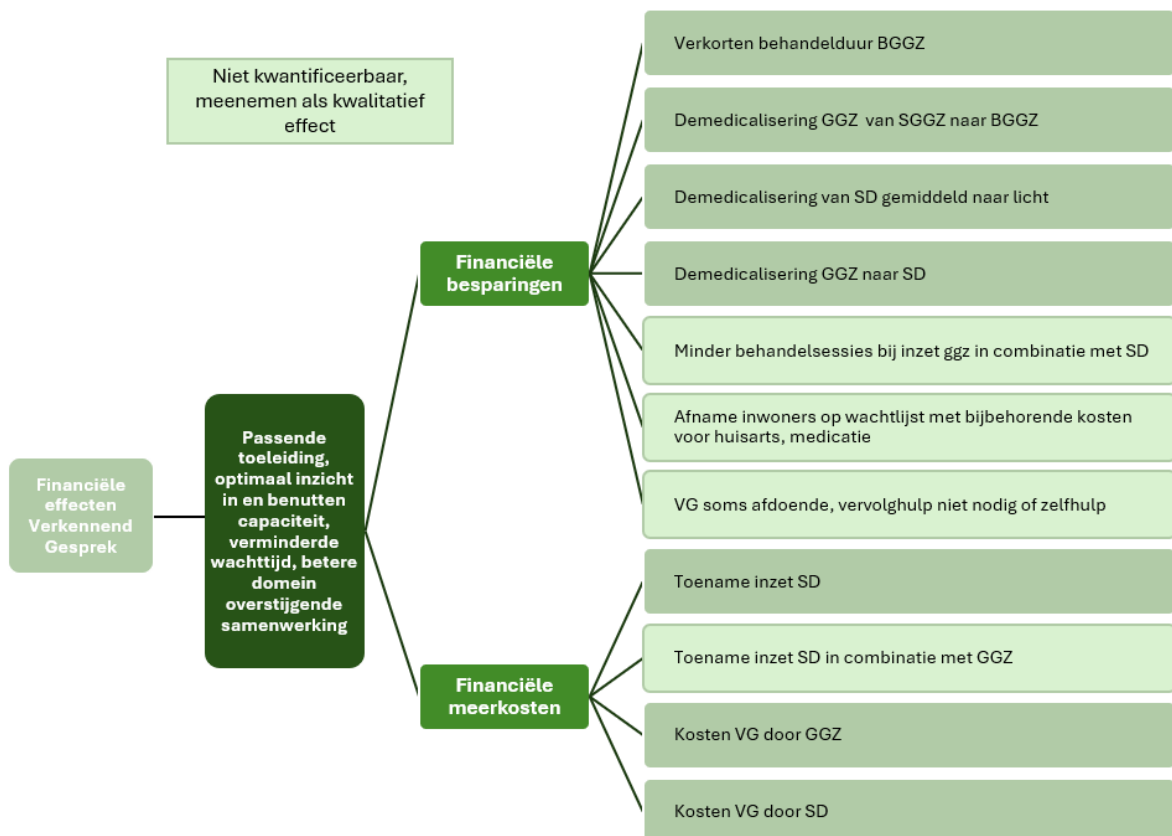 Niet kwantificeerbaar,
meenemen als kwalitatief
effect
Financiële
effecten
Verkennend
Gesprek
Passende
toeleiding,
optimaal inzicht
in en benutten
capaciteit,
verminderde
wachttijd, betere
domein
overstijgende
samenwerking
Financiële
besparingen
Verkorten behandelduur BGGZ
Demedicalisering GGZ  van SGGZ naar BGGZ
Demedicalisering van SD gemiddeld naar licht
Demedicalisering GGZ naar SD
Minder behandelsessies bij inzet ggz in combinatie met SD
Afname inwoners op wachtlijst met bijbehorende kosten
voor huisarts, medicatie
VG soms afdoende, vervolghulp niet nodig of zelfhulp
Financiële
meerkosten
Toename inzet SD
Toename inzet SD in combinatie met GGZ
Kosten VG door GGZ
Kosten VG door SD